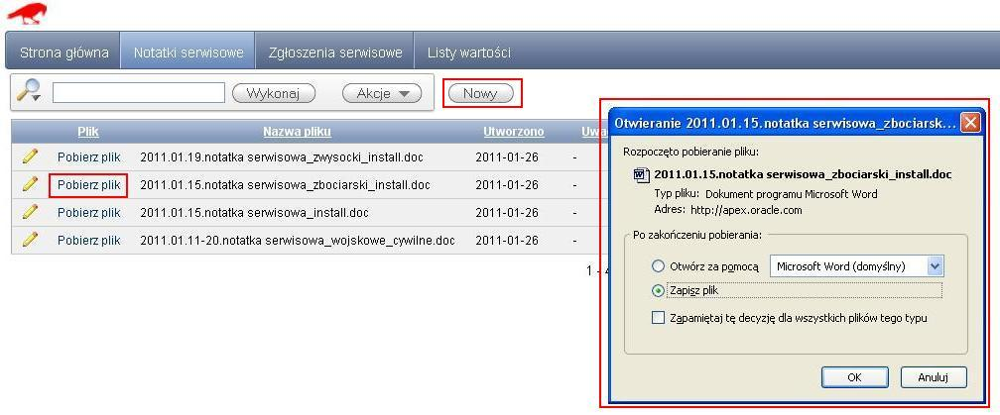 Strona główna Notatki serwisowe Zgłoszenia serwisowe Listy wartości
Wykonaj Akcje Nowy
Plik Nazwa pliku Utworzono Uwa
Pobierz plik 2011.01.19.notatka serwisowa_zwysocki_install.doc 2011-01-26 -
Pobierz plik 2011.01.15.notatka serwisowa_zbociarski_install.doc 2011-01-26 -
Pobierz plik 2011.01.15.notatka serwisowa_install.doc 2011-01-26 -
Pobierz plik 2011.01.11-20.notatka serwisowa_wojskowe_cywilne.doc 2011-01-26 -
1 - 4
Otwieranie 2011.01.15.notatka serwisowa_zbociarsk...
Rozpoczęto pobieranie pliku:
2011.01.15.notatka serwisowa_zbociarski_install.doc
Typ pliku: Dokument programu Microsoft Word
Adres: http://apex.oracle.com
Po zakończeniu pobierania:
Otwórz za pomocą Microsoft Word (domyślny)
Zapisz plik
Zapamiętaj tę decyzję dla wszystkich plików tego typu
OK Anuluj